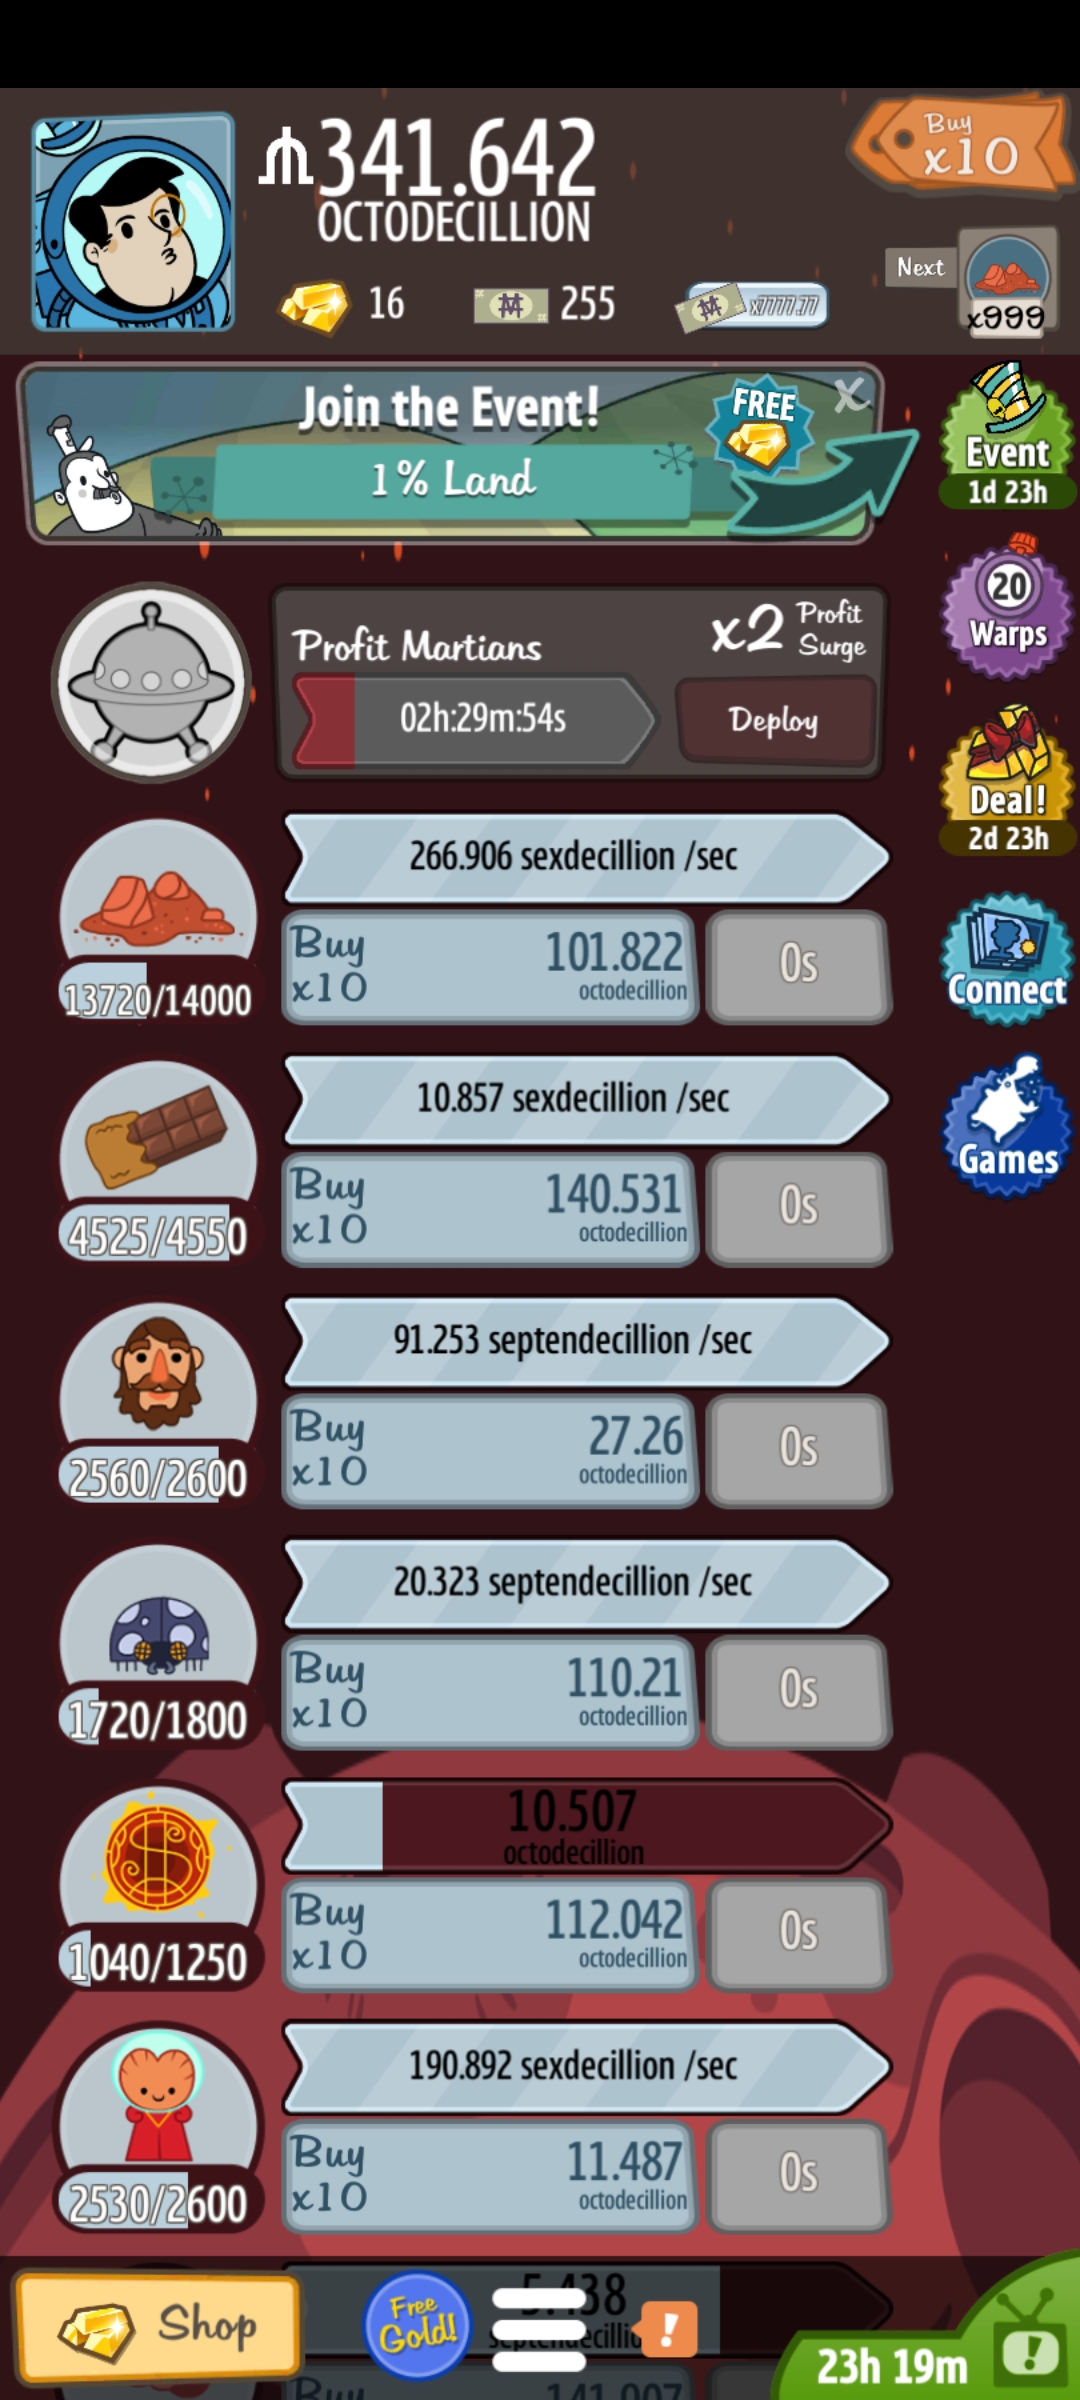 341.642
OCTODECILLION
Buy
x10
16
255
x7777.77
Next
x999
Join the Event!
FREE
X
1% Land
Event
1d 23h
20
Warps
Profit Martians
x2 Profit
Surge
02h:29m:54s
Deploy
Deal!
2d 23h
266.906 sexdecillion /sec
Buy
x10
101.822
octodecillion
0s
13720/14000
Connect
10.857 sexdecillion /sec
Buy
x10
140.531
octodecillion
0s
4525/4550
Games
91.253 septendecillion /sec
Buy
x10
27.26
octodecillion
0s
2560/2600
20.323 septendecillion /sec
Buy
x10
110.21
octodecillion
0s
1720/1800
10.507
octodecillion
Buy
x10
112.042
octodecillion
0s
1040/1250
190.892 sexdecillion /sec
Buy
x10
11.487
octodecillion
0s
2530/2600
Shop
Free
Gold!
!
23h 19m
!
Buy